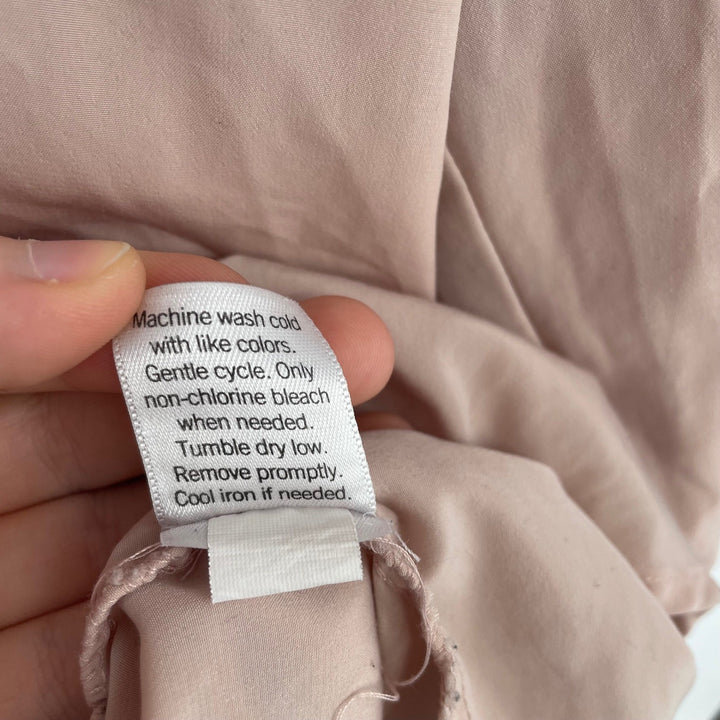 Machine wash cold
with like colors.
Gentle cycle. Only
non-chlorine bleach
when needed.
Tumble dry low.
Remove promptly.
Cool iron if needed.